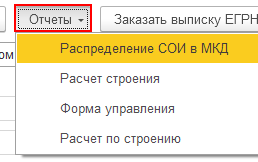 Отчеты Заказать выписку ЕГРН
Распределение СОИ в МКД
Расчет строения
Форма управления
Расчет по строению